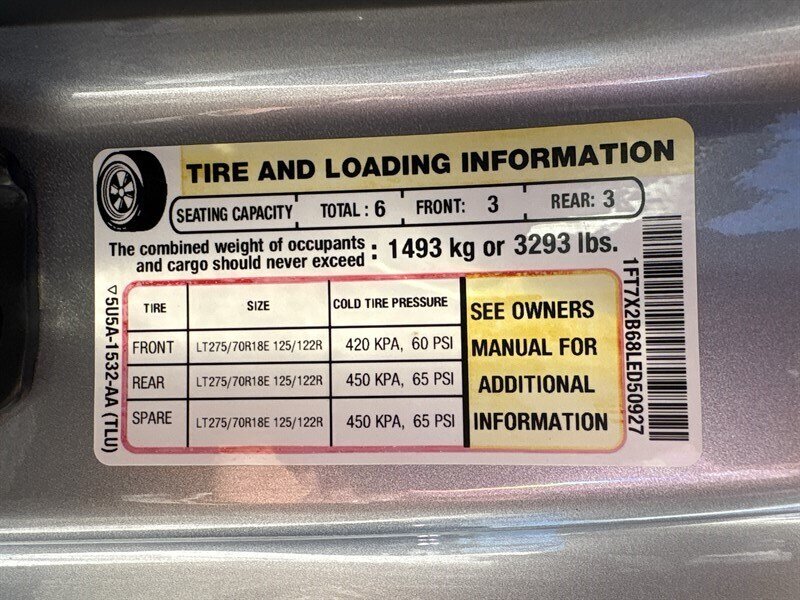 TIRE AND LOADING INFORMATION
SEATING CAPACITY TOTAL : 6 FRONT: 3 REAR: 3
The combined weight of occupants
and cargo should never exceed : 1493 kg or 3293 lbs.
TIRE SIZE COLD TIRE PRESSURE
FRONT LT275/70R18E 125/122R 420 KPA, 60 PSI
REAR LT275/70R18E 125/122R 450 KPA, 65 PSI
SPARE LT275/70R18E 125/122R 450 KPA, 65 PSI
SEE OWNERS
MANUAL FOR
ADDITIONAL
INFORMATION
▽5U5A-1532-AA (TLU)
1FT7X2B68LED50927